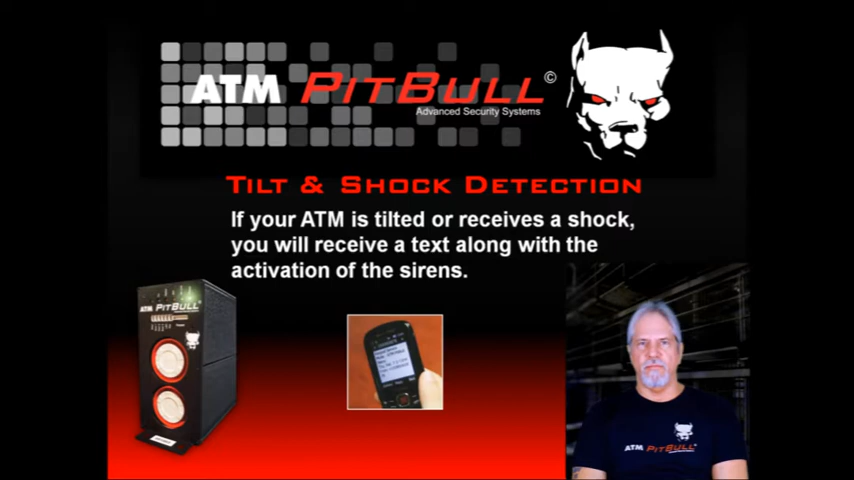 ATM PITBULL ©
Advanced Security Systems
TILT & SHOCK DETECTION
If your ATM is tilted or receives a shock,
you will receive a text along with the
activation of the sirens.
ATM PITBULL
ATM PITBULL